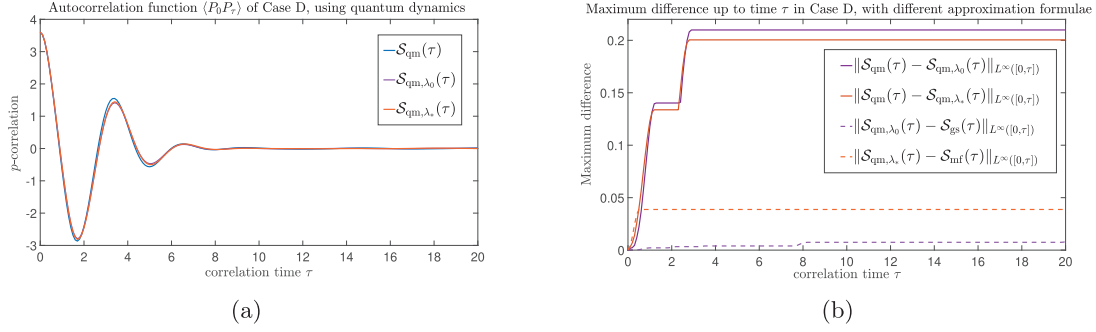 Autocorrelation function ⟨P₀P_τ⟩ of Case D, using quantum dynamics
4
3
2
1
0
-1
-2
-3
p-correlation
𝒮_qm(τ)
𝒮_qm,λ₀(τ)
𝒮_qm,λ∗(τ)
0 2 4 6 8 10 12 14 16 18 20
correlation time τ
(a)
Maximum difference up to time τ in Case D, with different approximation formulae
0.2
0.15
0.1
0.05
0
Maximum difference
‖𝒮_qm(τ) − 𝒮_qm,λ₀(τ)‖_L^∞([0,τ])
‖𝒮_qm(τ) − 𝒮_qm,λ∗(τ)‖_L^∞([0,τ])
‖𝒮_qm,λ₀(τ) − 𝒮_gs(τ)‖_L^∞([0,τ])
‖𝒮_qm,λ∗(τ) − 𝒮_mf(τ)‖_L^∞([0,τ])
0 2 4 6 8 10 12 14 16 18 20
correlation time τ
(b)